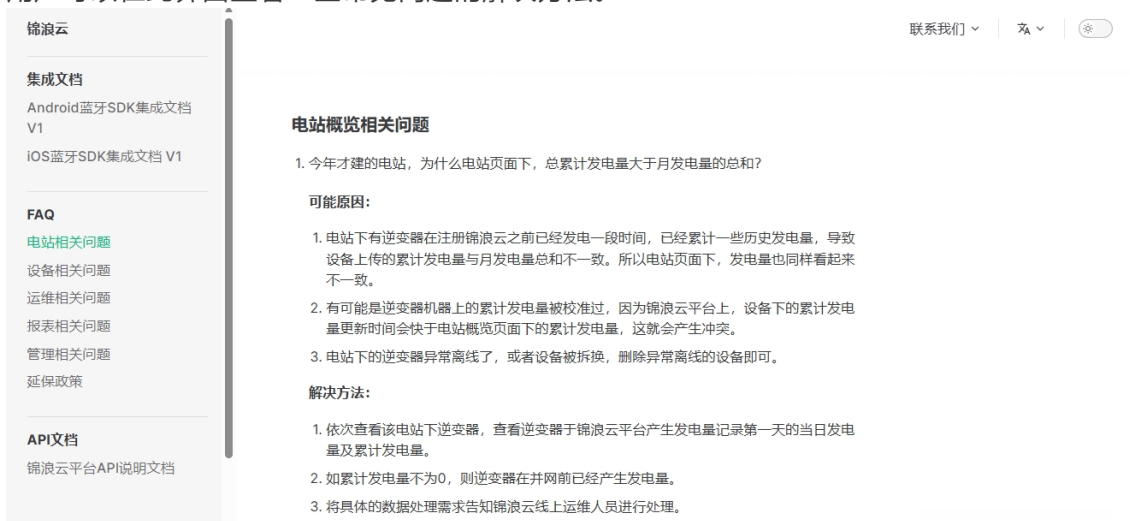 锦浪云
联系我们
集成文档
Android蓝牙SDK集成文档
V1
iOS蓝牙SDK集成文档 V1
FAQ
电站相关问题
设备相关问题
运维相关问题
报表相关问题
管理相关问题
延保政策
API文档
锦浪云平台API说明文档
电站概览相关问题
1. 今年才建的电站，为什么电站页面下，总累计发电量大于月发电量的总和?
可能原因：
1. 电站下有逆变器在注册锦浪云之前已经发电一段时间，已经累计一些历史发电量，导致
设备上传的累计发电量与月发电量总和不一致。所以电站页面下，发电量也同样看起来
不一致。
2. 有可能是逆变器机器上的累计发电量被校准过，因为锦浪云平台上，设备下的累计发电
量更新时间会快于电站概览页面下的累计发电量，这就会产生冲突。
3. 电站下的逆变器异常离线了，或者设备被拆换，删除异常离线的设备即可。
解决方法：
1. 依次查看该电站下逆变器，查看逆变器于锦浪云平台产生发电量记录第一天的当日发电
量及累计发电量。
2. 如累计发电量不为0，则逆变器在并网前已经产生发电量。
3. 将具体的数据处理需求告知锦浪云线上运维人员进行处理。